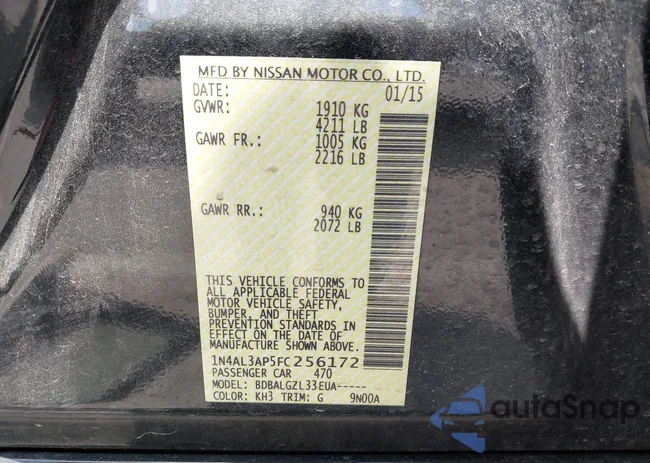 MFD BY NISSAN MOTOR CO., LTD.
DATE: 01/15
GVWR: 1910 KG
4211 LB
GAWR FR.: 1005 KG
2216 LB
GAWR RR.: 940 KG
2072 LB
THIS VEHICLE CONFORMS TO
ALL APPLICABLE FEDERAL
MOTOR VEHICLE SAFETY,
BUMPER, AND THEFT
PREVENTION STANDARDS IN
EFFECT ON THE DATE OF
MANUFACTURE SHOWN ABOVE.
1N4AL3AP5FC256172
PASSENGER CAR 470
MODEL: BDBALGZL33EUA-----
COLOR: KH3 TRIM: G 9N00A
autoSnap